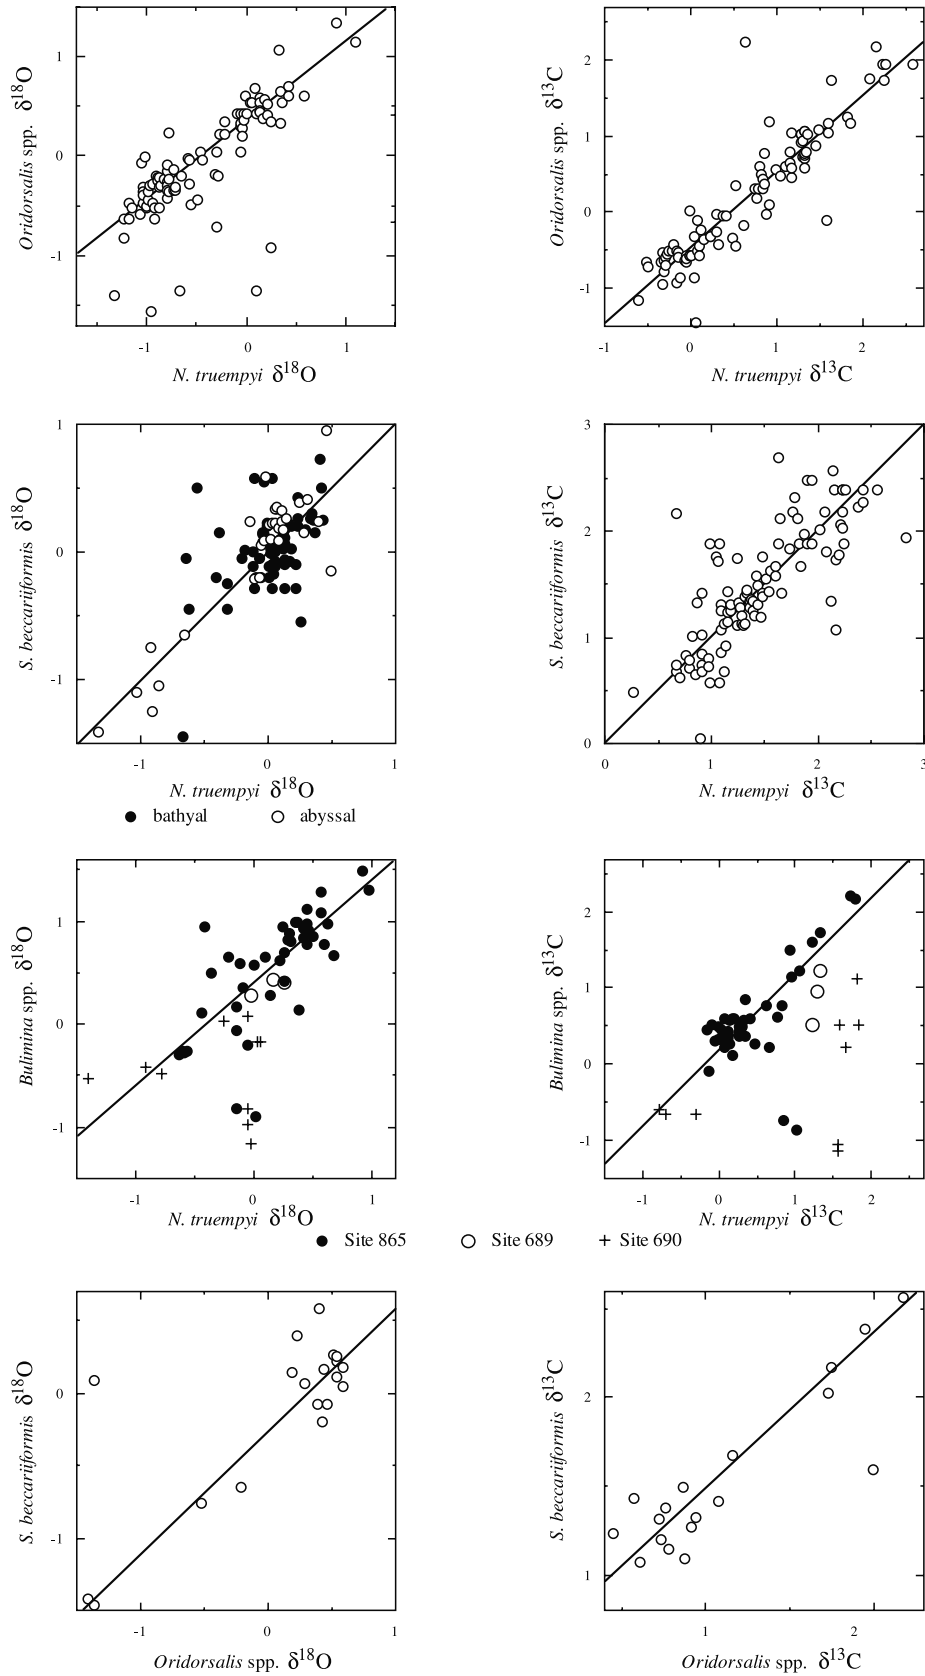 Oridorsalis spp. δ18O
1
0
-1
-1 0 1
N. truempyi δ18O
Oridorsalis spp. δ13C
2
1
0
-1
-1 0 1 2
N. truempyi δ13C
S. beccariiformis δ18O
1
0
-1
-1 0 1
N. truempyi δ18O
S. beccariiformis δ13C
3
2
1
0
0 1 2 3
N. truempyi δ13C
bathyal abyssal
Bulimina spp. δ18O
1
0
-1
-1 0 1
N. truempyi δ18O
Bulimina spp. δ13C
2
1
0
-1
-1 0 1 2
N. truempyi δ13C
Site 865 Site 689 Site 690
S. beccariiformis δ18O
0
-1
-1 0 1
Oridorsalis spp. δ18O
S. beccariiformis δ13C
2
1
1 2
Oridorsalis spp. δ13C